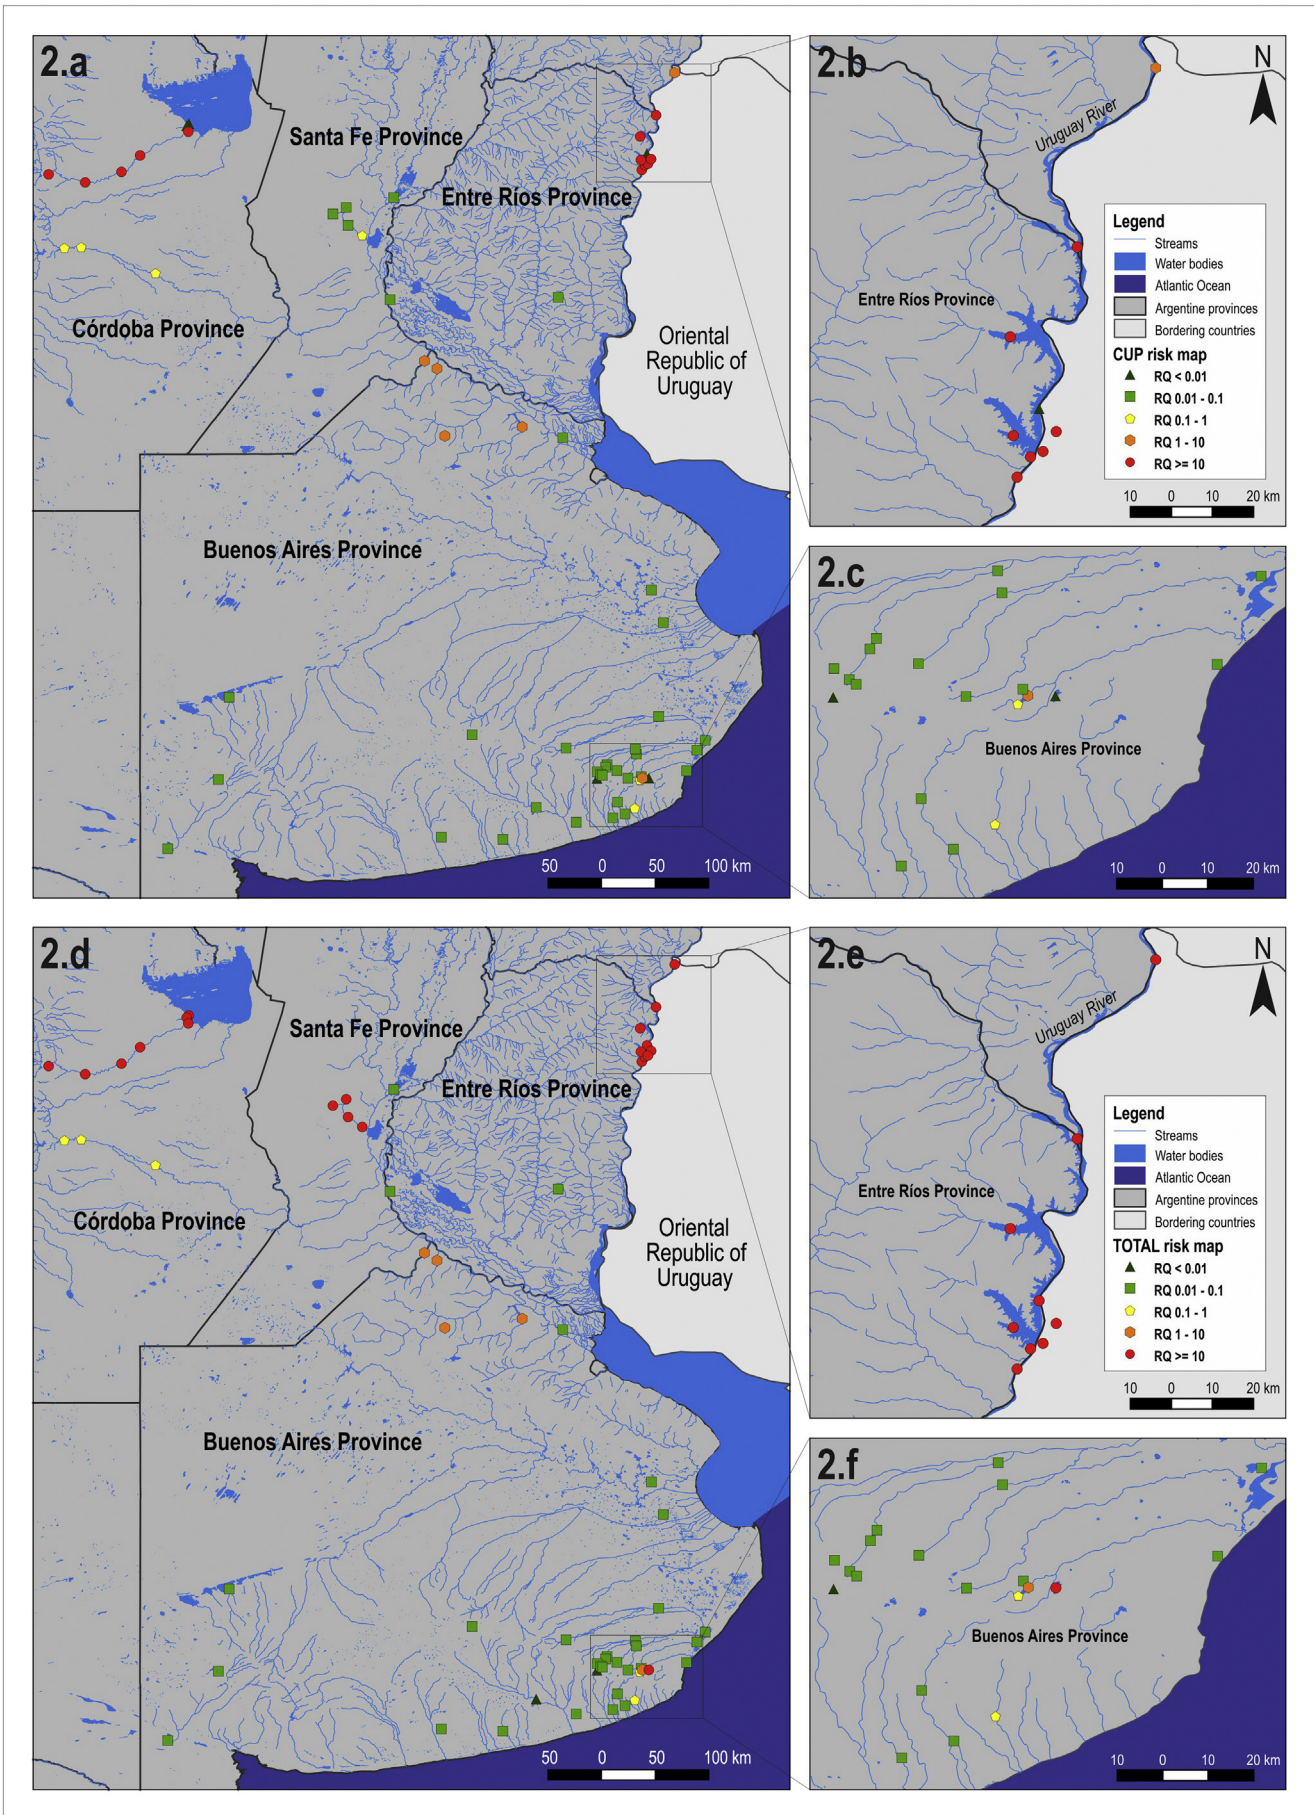 2.a
Santa Fe Province
Entre Ríos Province
Córdoba Province
Oriental
Republic of
Uruguay
Buenos Aires Province
50 0 50 100 km
2.b
N
Uruguay River
Entre Ríos Province
Legend
Streams
Water bodies
Atlantic Ocean
Argentine provinces
Bordering countries
CUP risk map
RQ < 0.01
RQ 0.01 - 0.1
RQ 0.1 - 1
RQ 1 - 10
RQ >= 10
10 0 10 20 km
2.c
Buenos Aires Province
10 0 10 20 km
2.d
Santa Fe Province
Entre Ríos Province
Córdoba Province
Oriental
Republic of
Uruguay
Buenos Aires Province
50 0 50 100 km
2.e
N
Uruguay River
Entre Ríos Province
Legend
Streams
Water bodies
Atlantic Ocean
Argentine provinces
Bordering countries
TOTAL risk map
RQ < 0.01
RQ 0.01 - 0.1
RQ 0.1 - 1
RQ 1 - 10
RQ >= 10
10 0 10 20 km
2.f
Buenos Aires Province
10 0 10 20 km